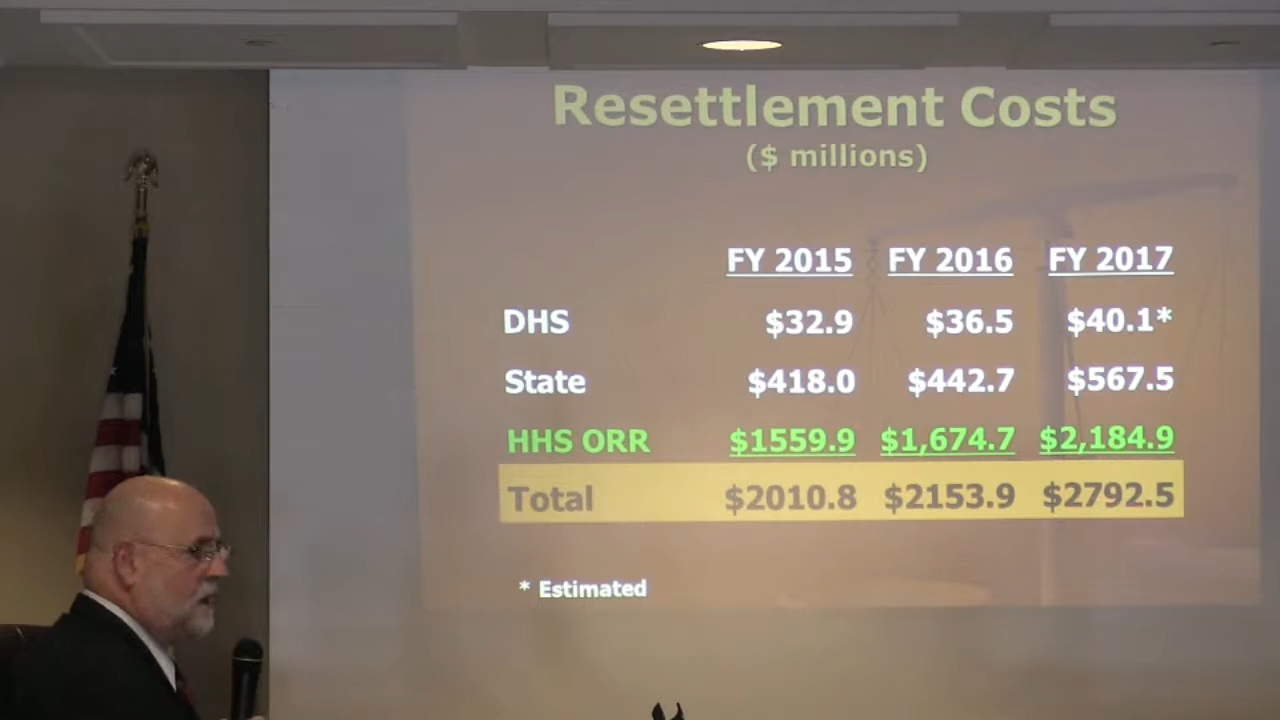 Resettlement Costs
($ millions)
FY 2015 FY 2016 FY 2017
DHS $32.9 $36.5 $40.1*
State $418.0 $442.7 $567.5
HHS ORR $1559.9 $1,674.7 $2,184.9
Total $2010.8 $2153.9 $2792.5
* Estimated